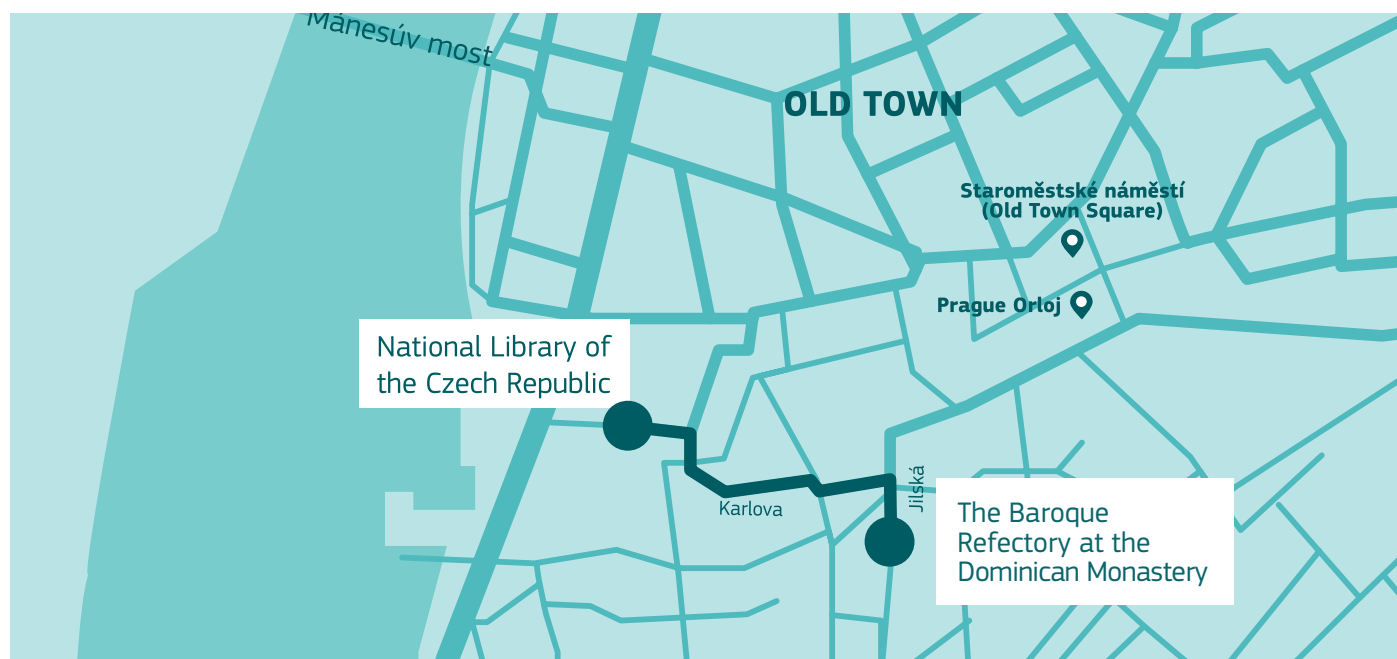 Mánesúv most
OLD TOWN
Staroměstské náměstí
(Old Town Square)
Prague Orloj
National Library of
the Czech Republic
Karlova
Jilská
The Baroque
Refectory at the
Dominican Monastery